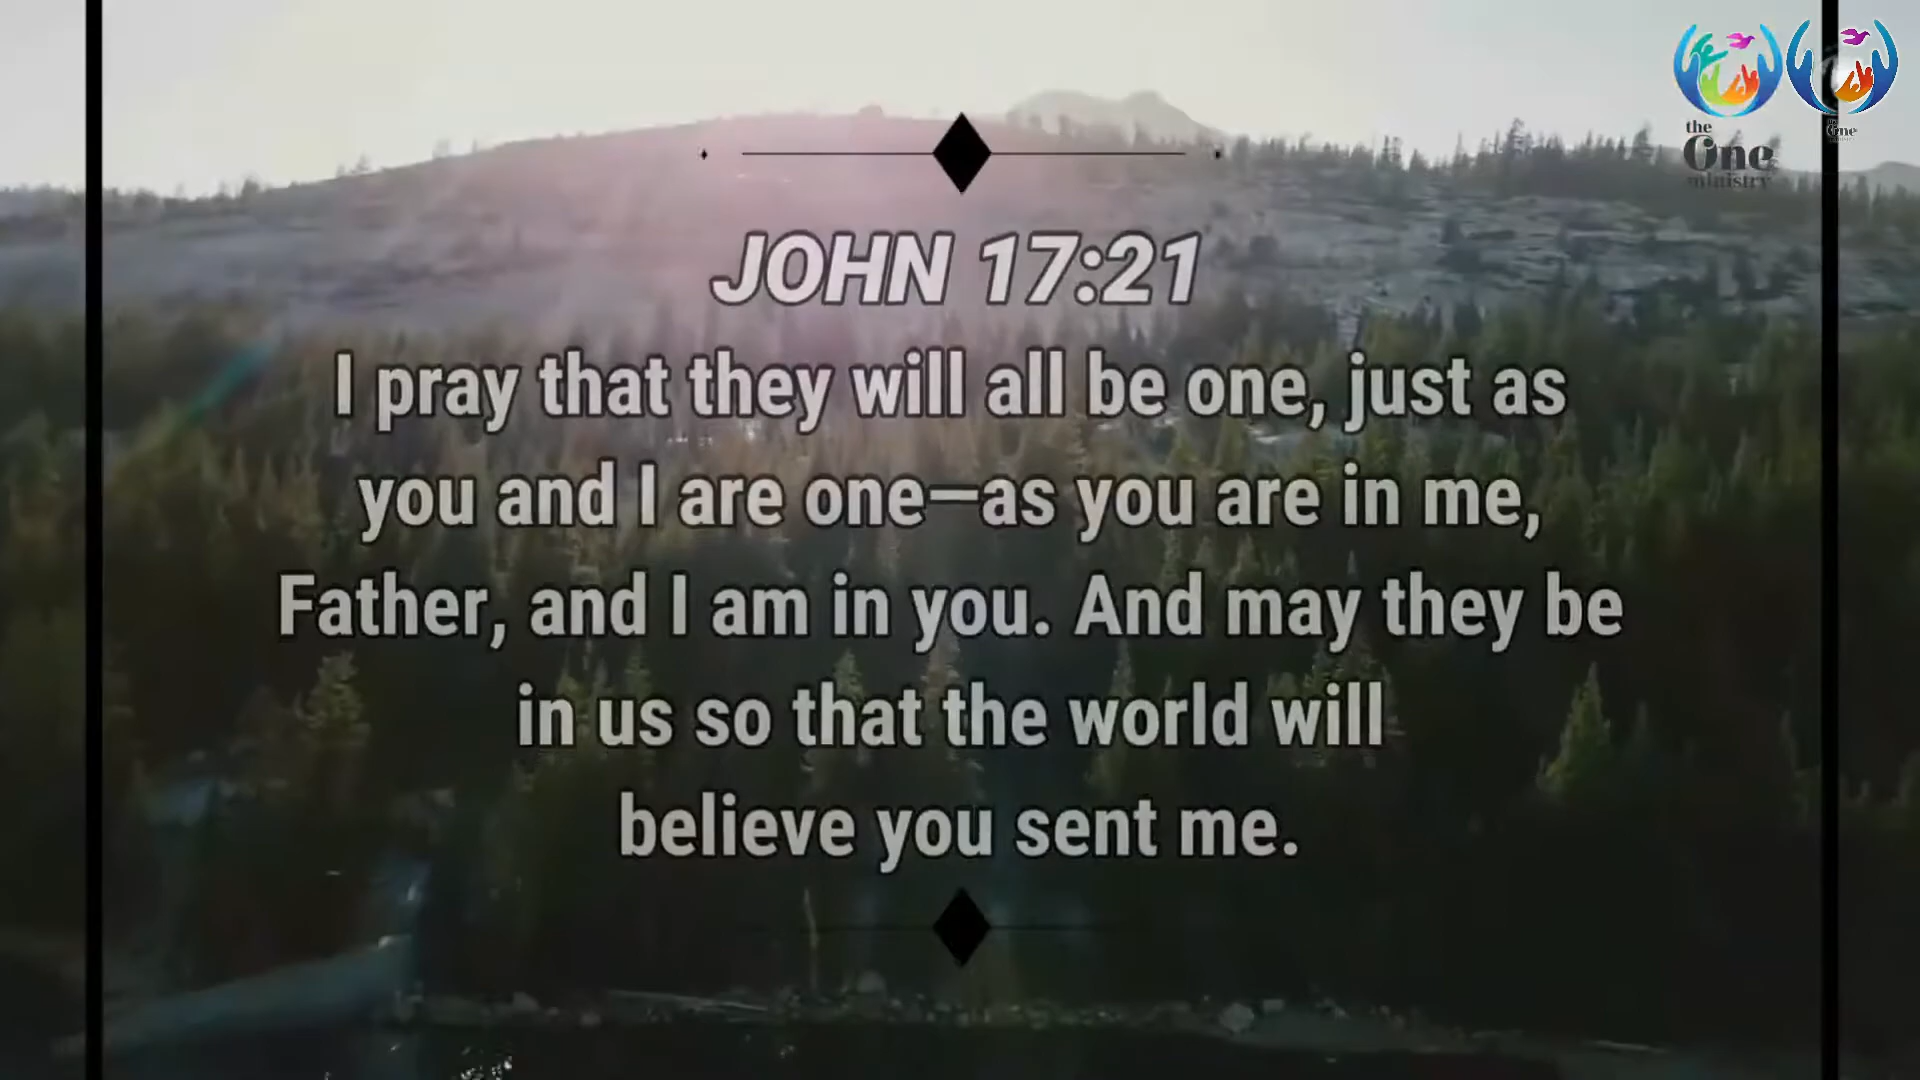 the
One
ministry
the
One
JOHN 17:21
I pray that they will all be one, just as
you and I are one—as you are in me,
Father, and I am in you. And may they be
in us so that the world will
believe you sent me.